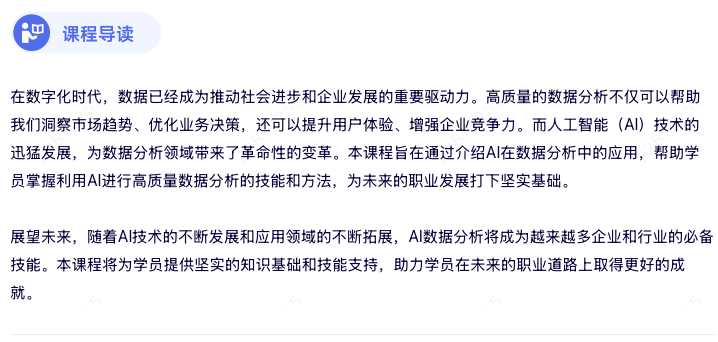 课程导读
在数字化时代，数据已经成为推动社会进步和企业发展的重要驱动力。高质量的数据分析不仅可以帮助
我们洞察市场趋势、优化业务决策，还可以提升用户体验、增强企业竞争力。而人工智能（AI）技术的
迅猛发展，为数据分析领域带来了革命性的变革。本课程旨在通过介绍AI在数据分析中的应用，帮助学
员掌握利用AI进行高质量数据分析的技能和方法，为未来的职业发展打下坚实基础。
展望未来，随着AI技术的不断发展和应用领域的不断拓展，AI数据分析将成为越来越多企业和行业的必备
技能。本课程将为学员提供坚实的知识基础和技能支持，助力学员在未来的职业道路上取得更好的成
就。